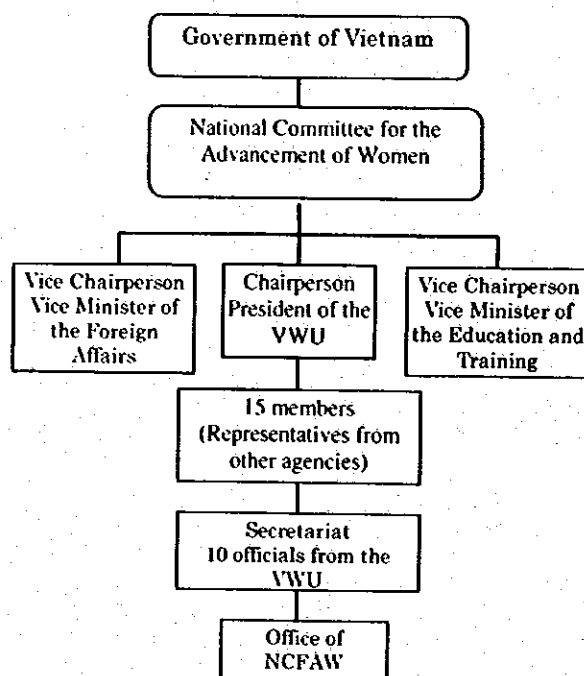 Government of Vietnam
National Committee for the
Advancement of Women
Vice Chairperson
Vice Minister of
the Foreign
Affairs
Chairperson
President of the
VWU
Vice Chairperson
Vice Minister of
the Education and
Training
15 members
(Representatives from
other agencies)
Secretariat
10 officials from the
VWU
Office of
NCFAW